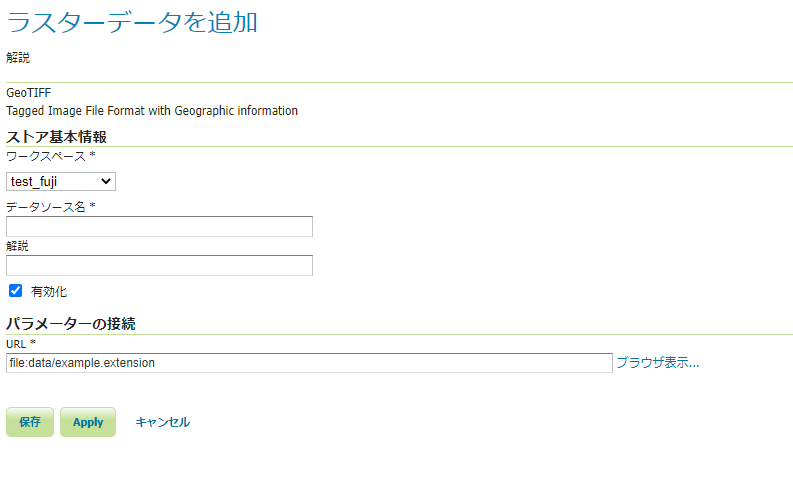 ラスターデータを追加
解説
GeoTIFF
Tagged Image File Format with Geographic information
ストア基本情報
ワークスペース *
test_fuji
データソース名 *
解説
有効化
パラメーターの接続
URL *
file:data/example.extension ブラウザ表示...
保存 Apply キャンセル